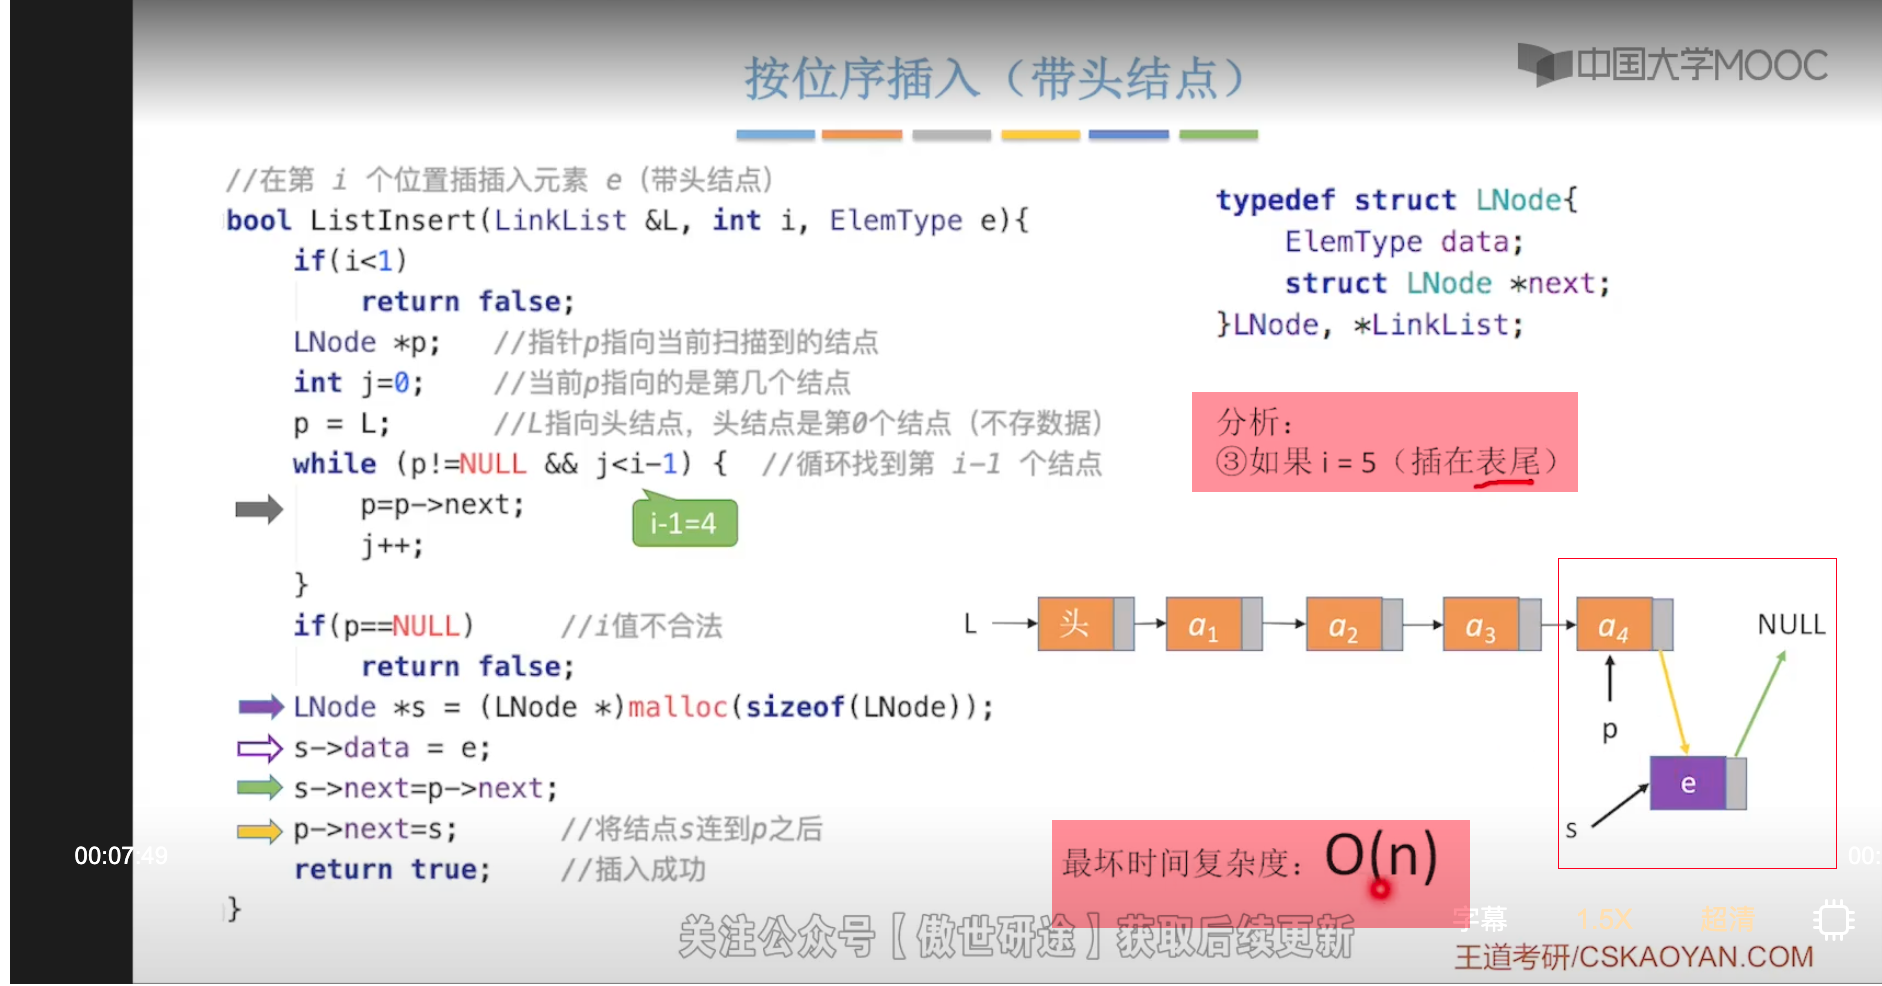 按位序插入（带头结点）
中国大学MOOC
//在第 i 个位置插插入元素 e（带头结点）
bool ListInsert(LinkList &L, int i, ElemType e){
if(i<1)
return false;
LNode *p; //指针p指向当前扫描到的结点
int j=0; //当前p指向的是第几个结点
p = L; //L指向头结点，头结点是第0个结点（不存数据）
while (p!=NULL && j<i-1) { //循环找到第 i-1 个结点
p=p->next;
i-1=4
j++;
}
if(p==NULL) //i值不合法
return false;
LNode *s = (LNode *)malloc(sizeof(LNode));
s->data = e;
s->next=p->next;
p->next=s; //将结点s连到p之后
return true; //插入成功
}
typedef struct LNode{
ElemType data;
struct LNode *next;
}LNode, *LinkList;
分析：
③如果 i = 5（插在表尾）
L 头 a1 a2 a3 a4 NULL
p
e
s
最坏时间复杂度：O(n)
00:07:49
00:
关注公众号【傲世研途】获取后续更新
字幕 1.5X 超清
王道考研/CSKAOYAN.COM